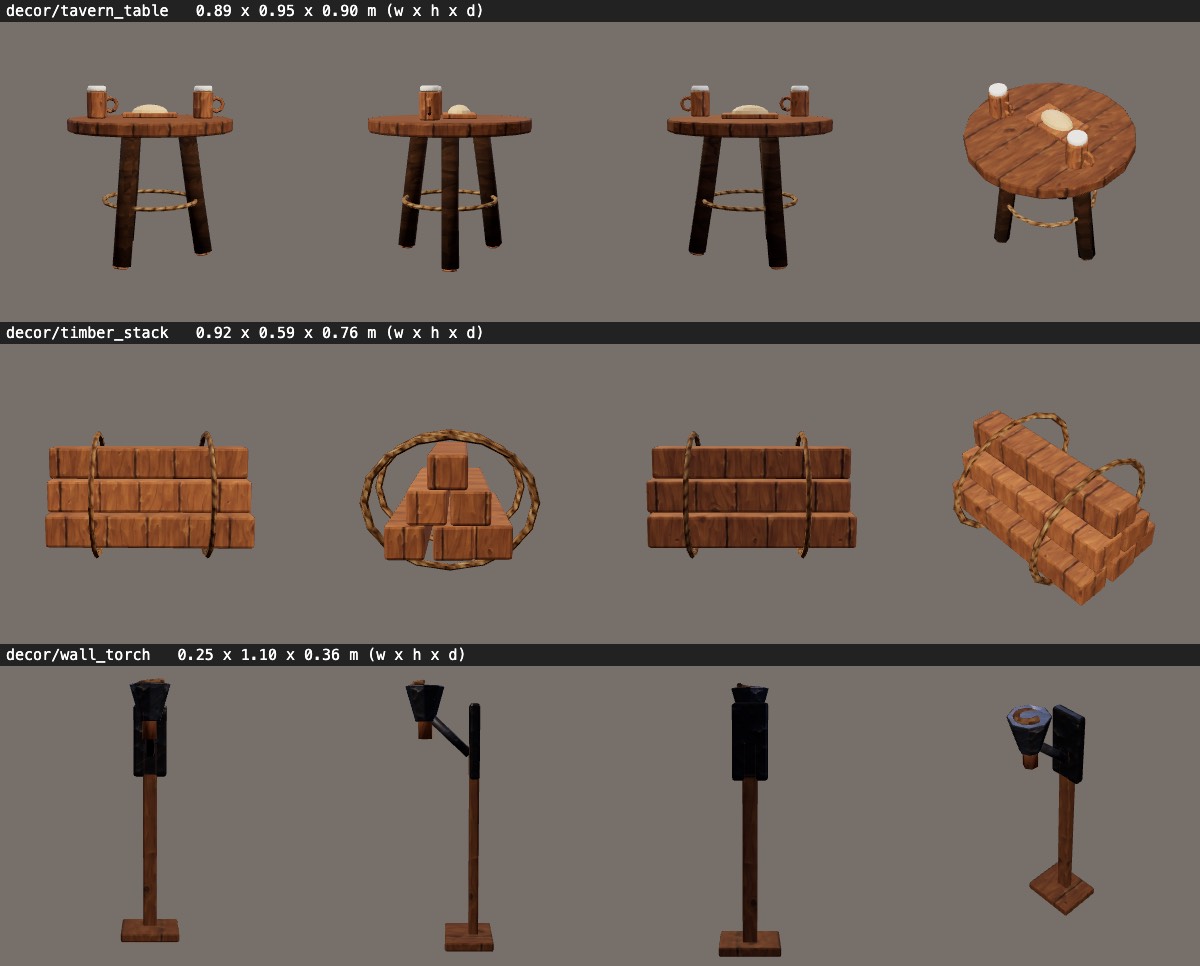 decor/tavern_table 0.89 x 0.95 x 0.90 m (w x h x d)
decor/timber_stack 0.92 x 0.59 x 0.76 m (w x h x d)
decor/wall_torch 0.25 x 1.10 x 0.36 m (w x h x d)